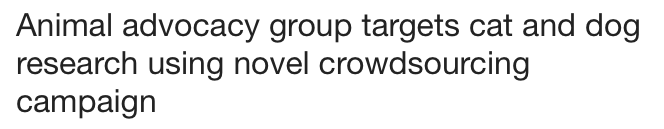 Animal advocacy group targets cat and dog
research using novel crowdsourcing
campaign